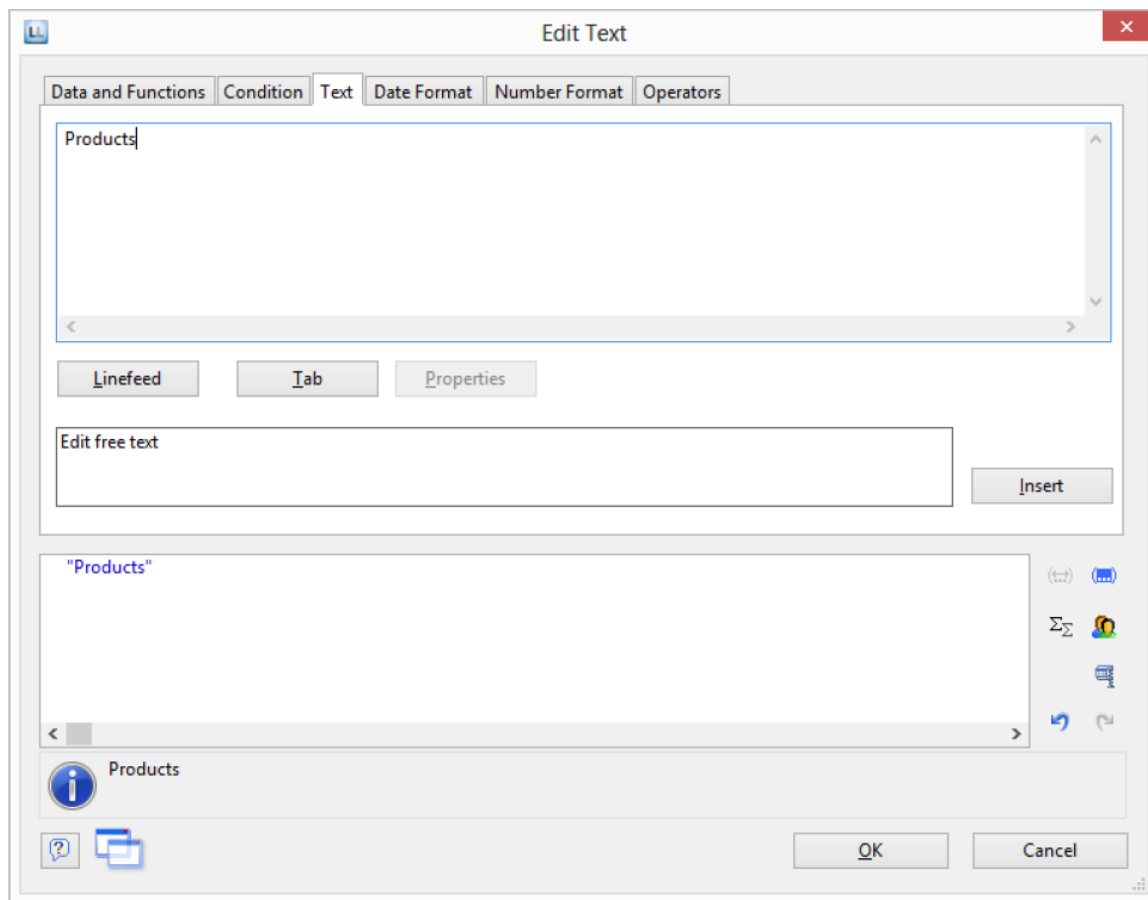 LL Edit Text
Data and Functions Condition Text Date Format Number Format Operators
Products
Linefeed Tab Properties
Edit free text
Insert
"Products"
Products
OK Cancel